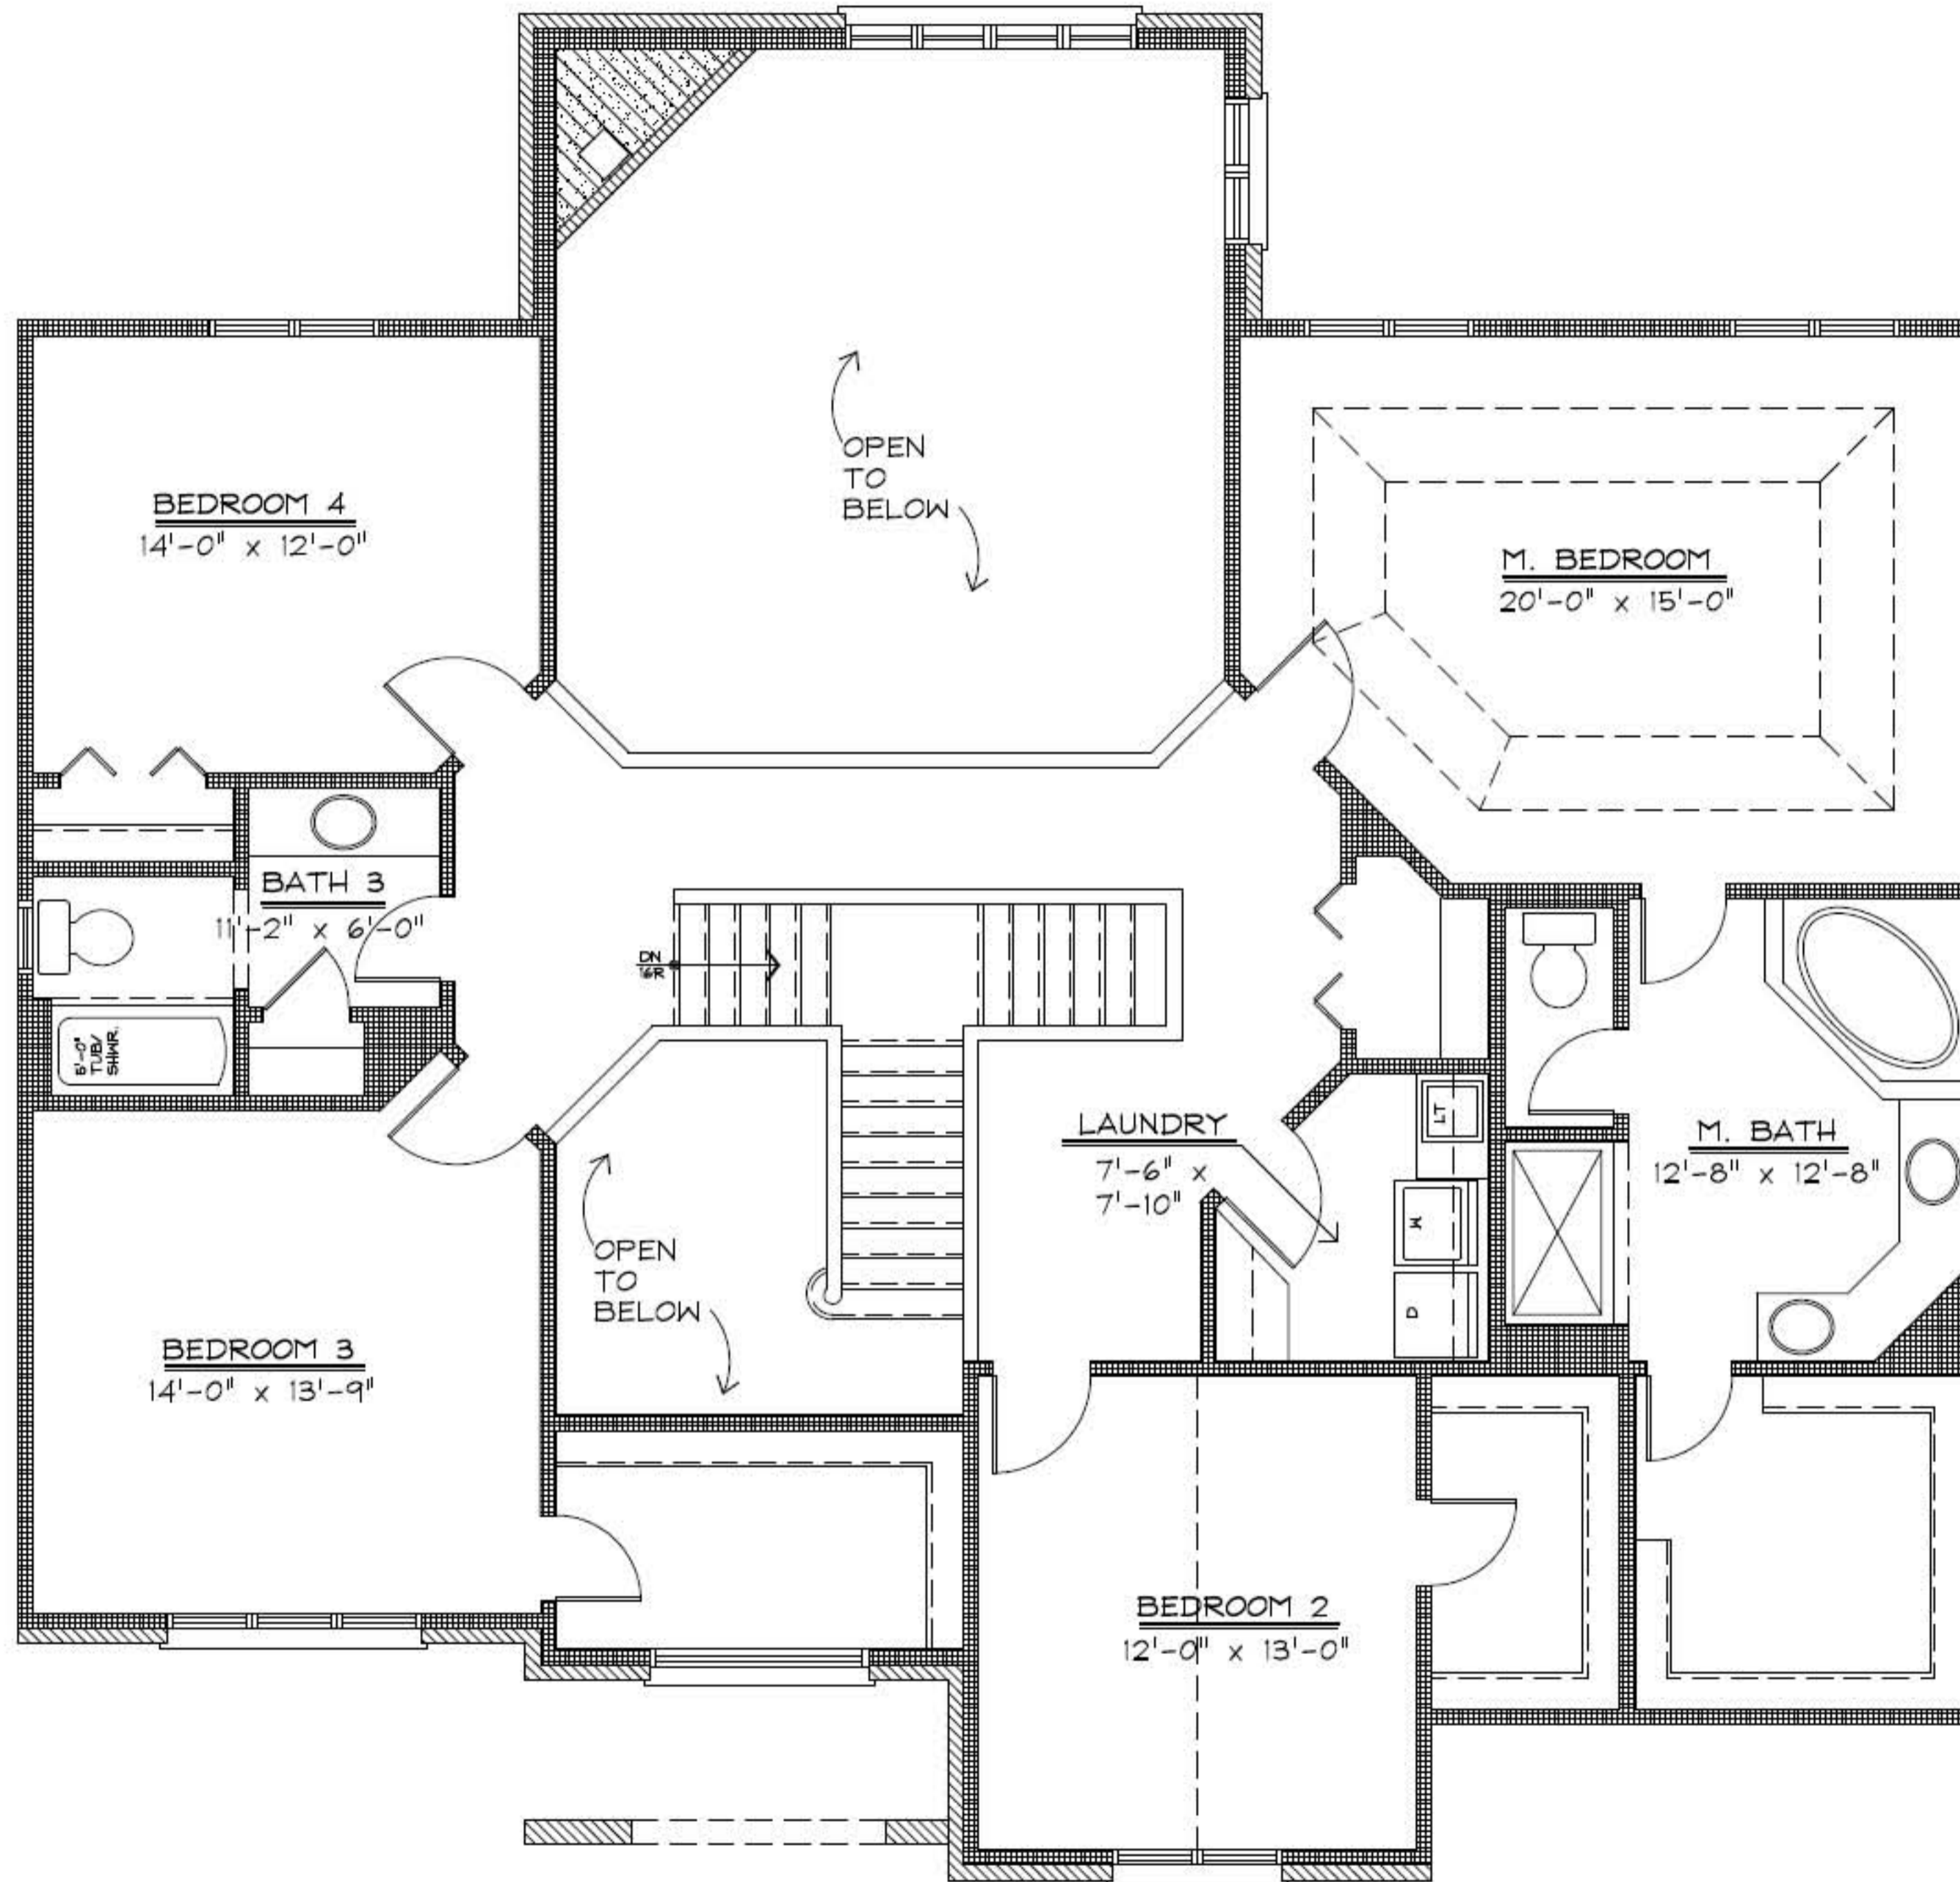 OPEN
TO
BELOW
BEDROOM 4
14'-0" x 12'-0"
M. BEDROOM
20'-0" x 15'-0"
BATH 3
11'-2" x 6'-0"
DN
16R
5'-0"
TUB/
SHWR.
LAUNDRY
7'-6" x
7'-10"
LT
W
D
M. BATH
12'-8" x 12'-8"
OPEN
TO
BELOW
BEDROOM 3
14'-0" x 13'-9"
BEDROOM 2
12'-0" x 13'-0"